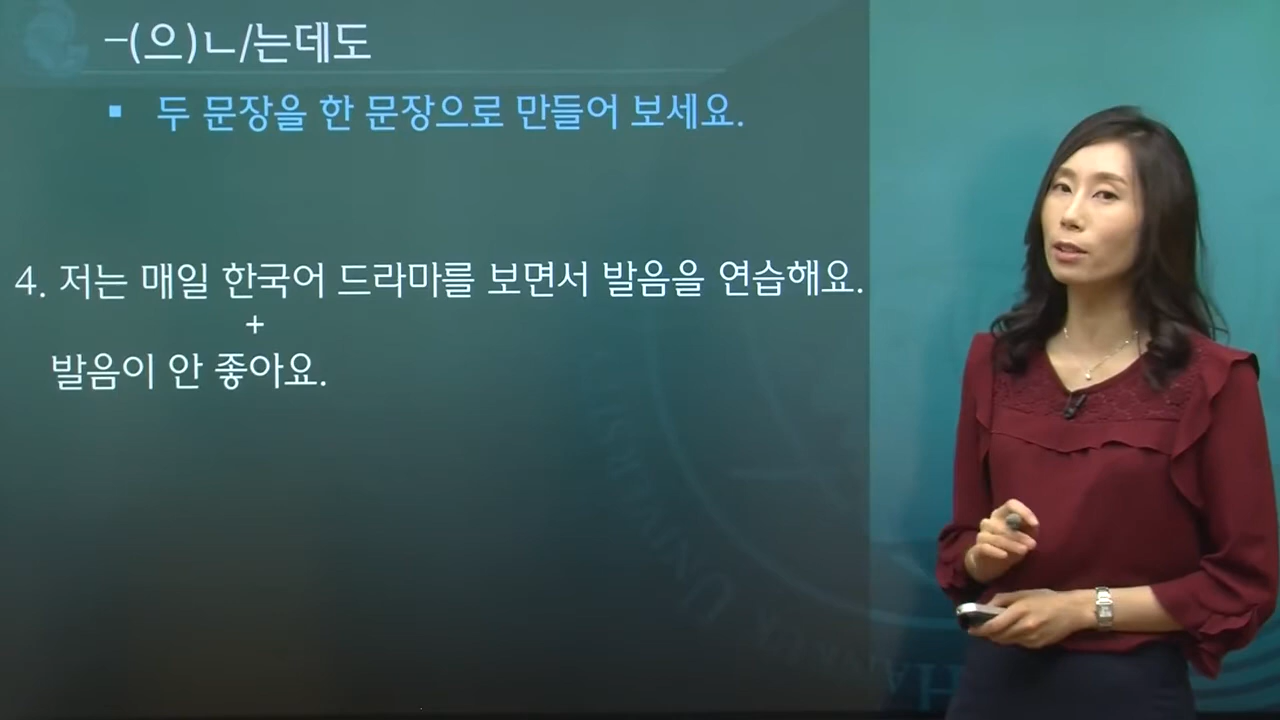 -(으)ㄴ/는데도
▪ 두 문장을 한 문장으로 만들어 보세요.
4. 저는 매일 한국어 드라마를 보면서 발음을 연습해요.
+
발음이 안 좋아요.